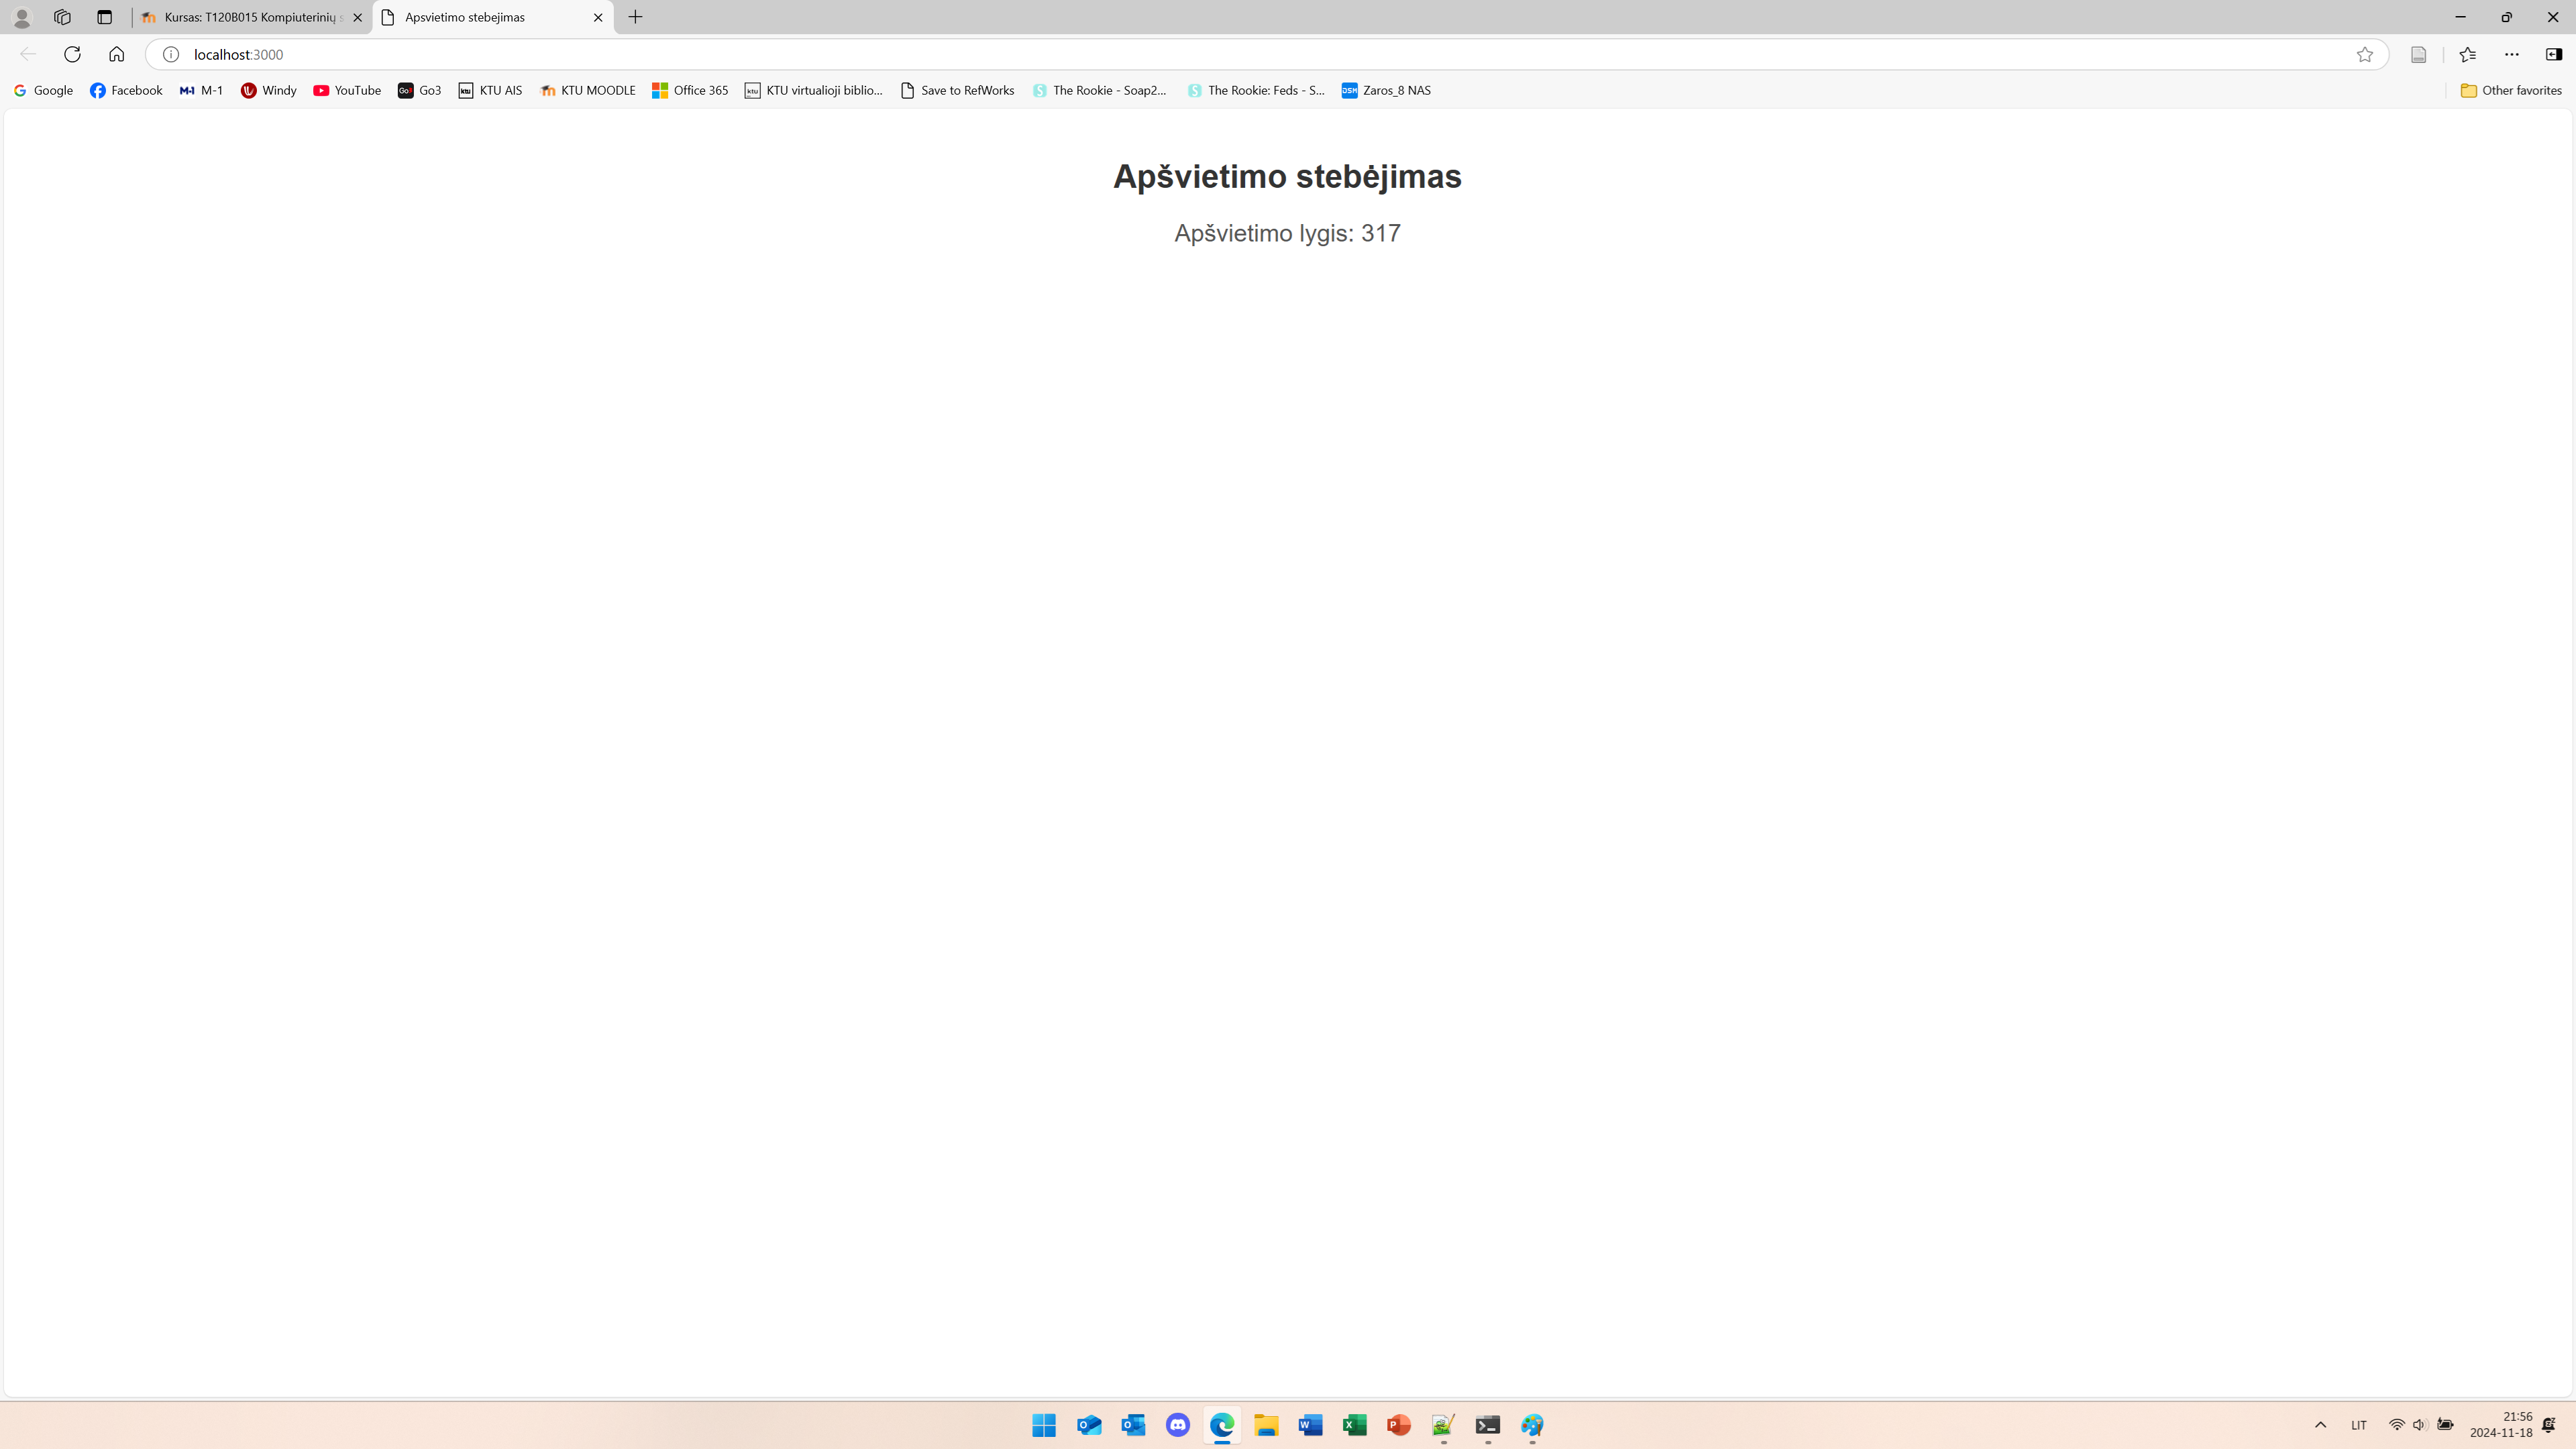 Kursas: T120B015 Kompiuterinių s
Apsvietimo stebejimas
localhost:3000
Google
Facebook
M-1
Windy
YouTube
Go3
KTU AIS
KTU MOODLE
Office 365
KTU virtualioji biblio...
Save to RefWorks
The Rookie - Soap2...
The Rookie: Feds - S...
Zaros_8 NAS
Other favorites
Apšvietimo stebėjimas
Apšvietimo lygis: 317
LIT
21:56
2024-11-18